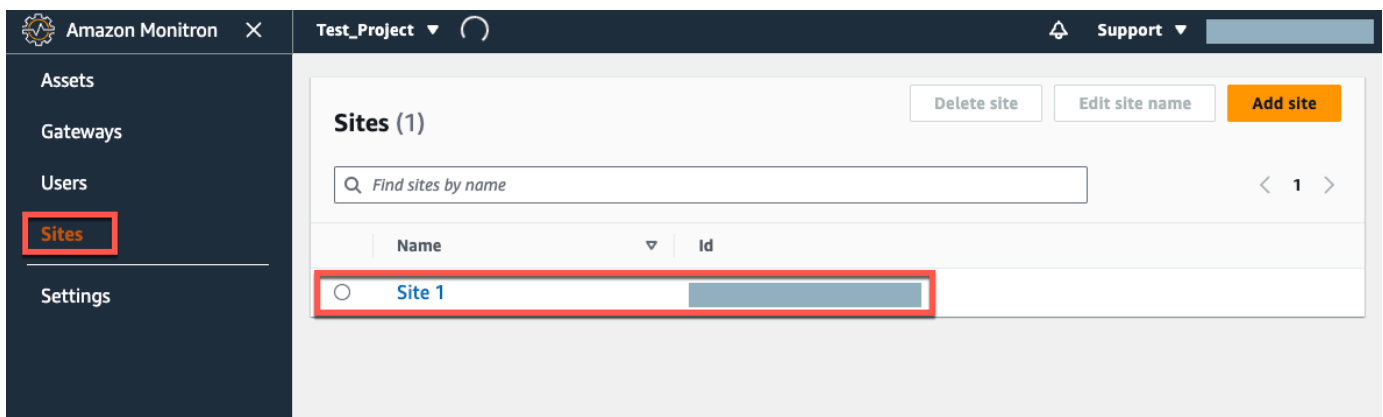 Amazon Monitron
Test_Project
Support
Assets
Gateways
Users
Sites
Settings
Sites (1)
Delete site
Edit site name
Add site
Find sites by name
1
Name
Id
Site 1